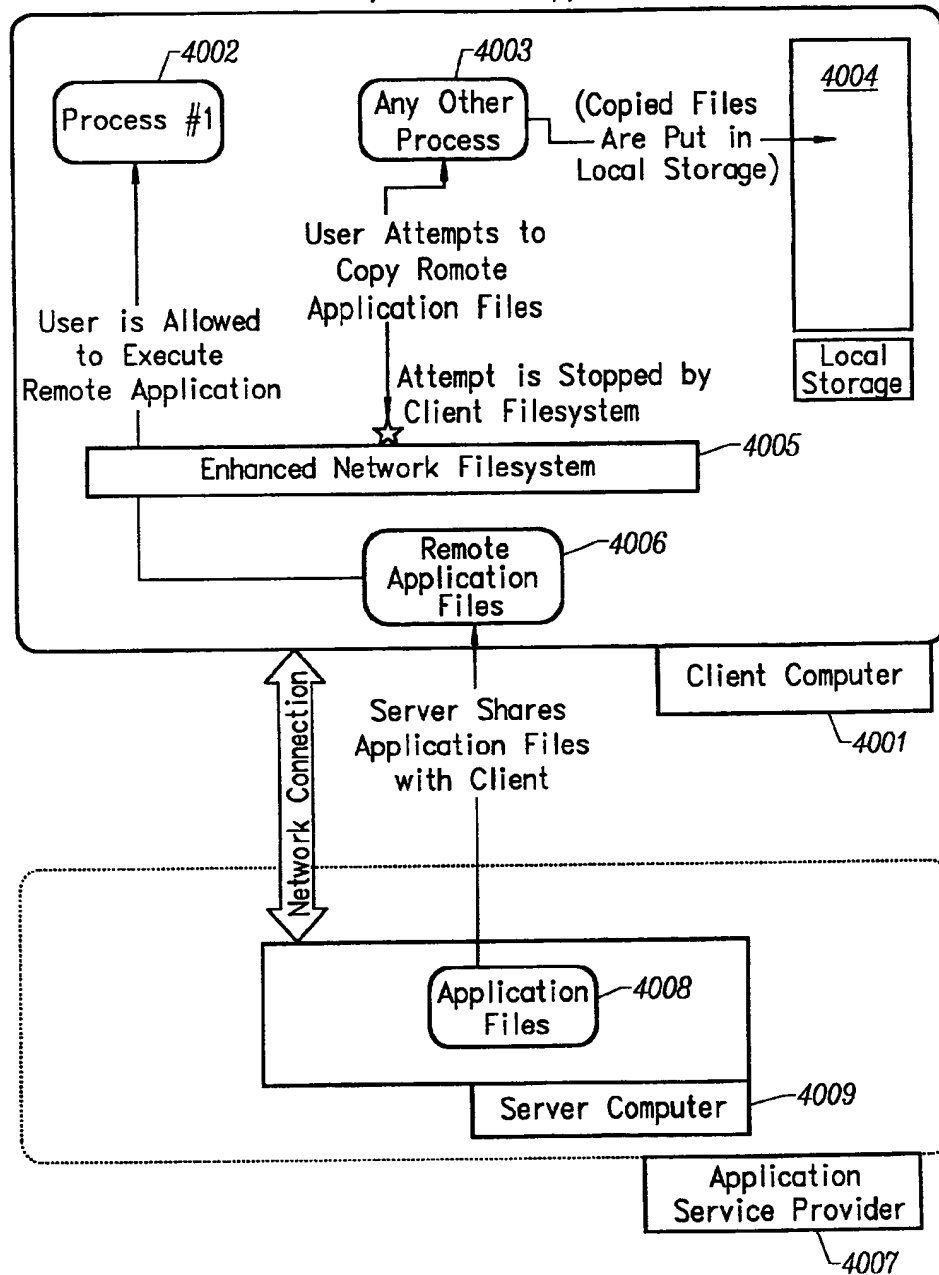 4002
4003
4004
Process #1
Any Other
Process
(Copied Files
Are Put in
Local Storage)
User Attempts to
Copy Romote
Application Files
User is Allowed
to Execute
Remote Application
Local
Storage
Attempt is Stopped by
Client Filesystem
4005
Enhanced Network Filesystem
Remote
Application
Files
4006
Client Computer
4001
Network Connection
Server Shares
Application Files
with Client
Application
Files
4008
Server Computer
4009
Application
Service Provider
4007